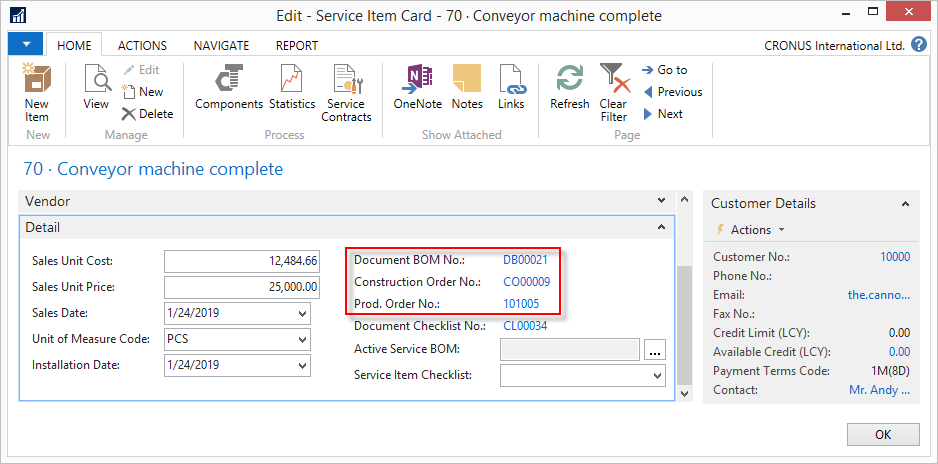 Edit - Service Item Card - 70 · Conveyor machine complete
HOME ACTIONS NAVIGATE REPORT CRONUS International Ltd. ?
New Item
View
Edit
New
Delete
Components
Statistics
Service Contracts
OneNote
Notes
Links
Refresh
Clear Filter
Go to
Previous
Next
New Manage Process Show Attached Page
70 · Conveyor machine complete
Vendor
Detail
Sales Unit Cost: 12,484.66
Sales Unit Price: 25,000.00
Sales Date: 1/24/2019
Unit of Measure Code: PCS
Installation Date: 1/24/2019
Document BOM No.: DB00021
Construction Order No.: CO00009
Prod. Order No.: 101005
Document Checklist No.: CL00034
Active Service BOM: ...
Service Item Checklist:
Customer Details
Actions
Customer No.: 10000
Phone No.:
Email: the.canno...
Fax No.:
Credit Limit (LCY): 0.00
Available Credit (LCY): 0.00
Payment Terms Code: 1M(8D)
Contact: Mr. Andy ...
OK